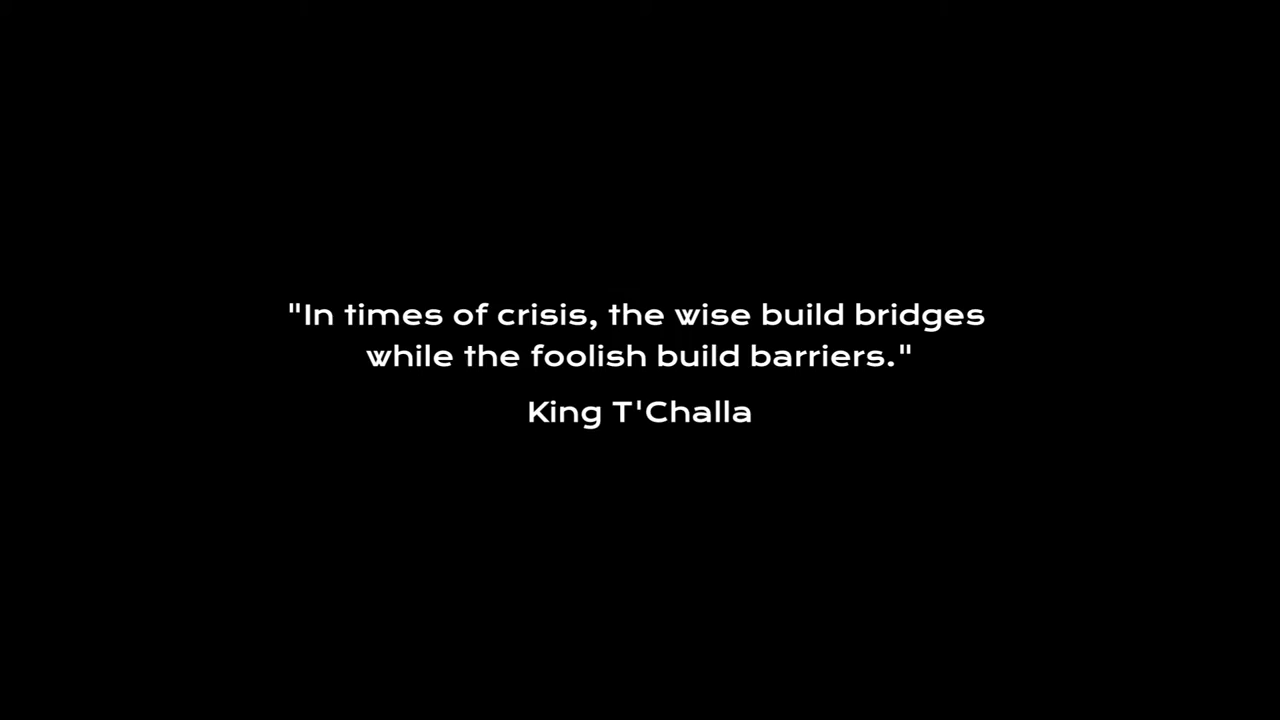 "In times of crisis, the wise build bridges
while the foolish build barriers."
King T'Challa